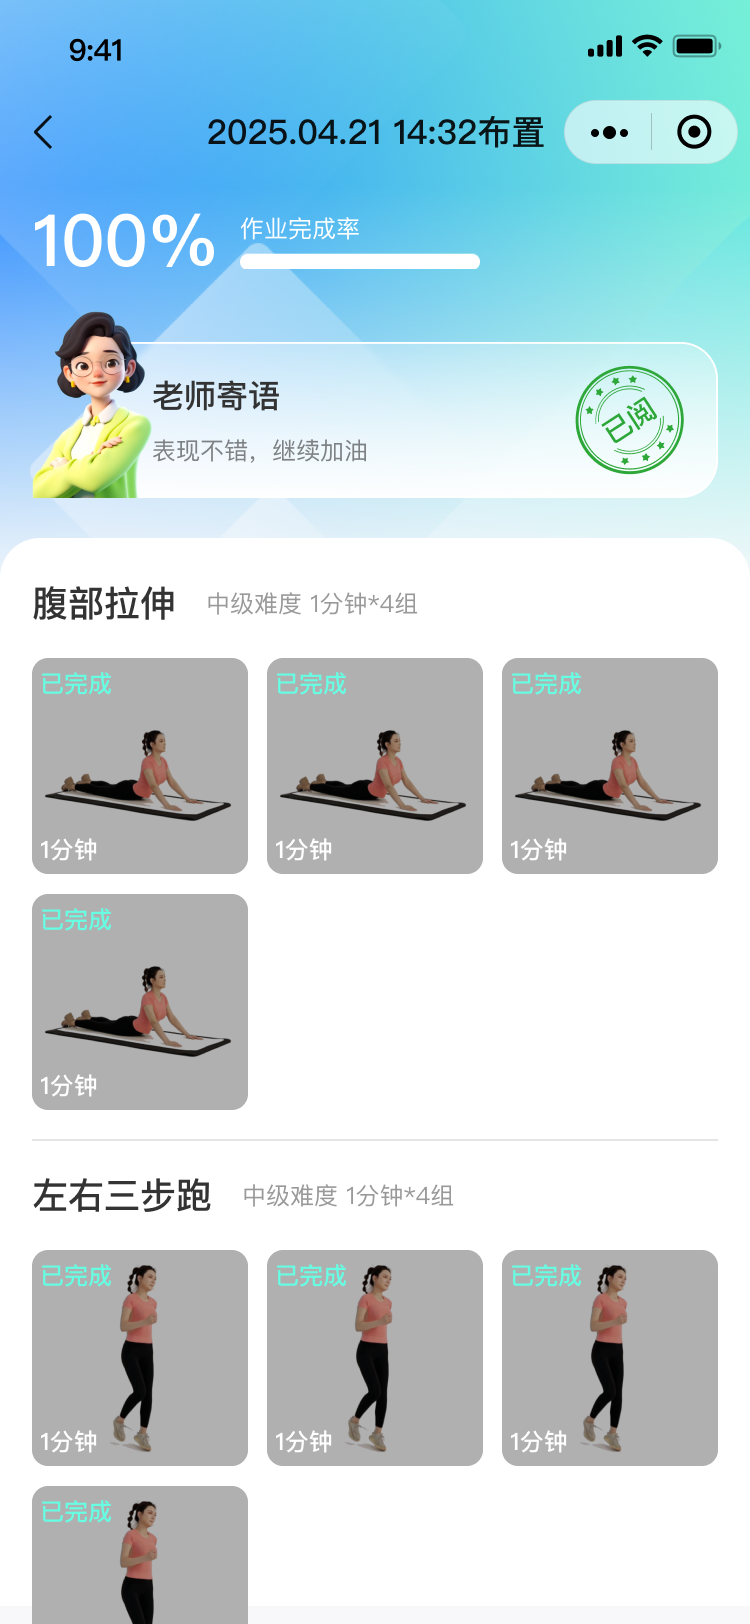 9:41
2025.04.21 14:32布置
100%
作业完成率
老师寄语
表现不错，继续加油
已阅
腹部拉伸 中级难度 1分钟*4组
已完成 已完成 已完成
1分钟 1分钟 1分钟
已完成
1分钟
左右三步跑 中级难度 1分钟*4组
已完成 已完成 已完成
1分钟 1分钟 1分钟
已完成